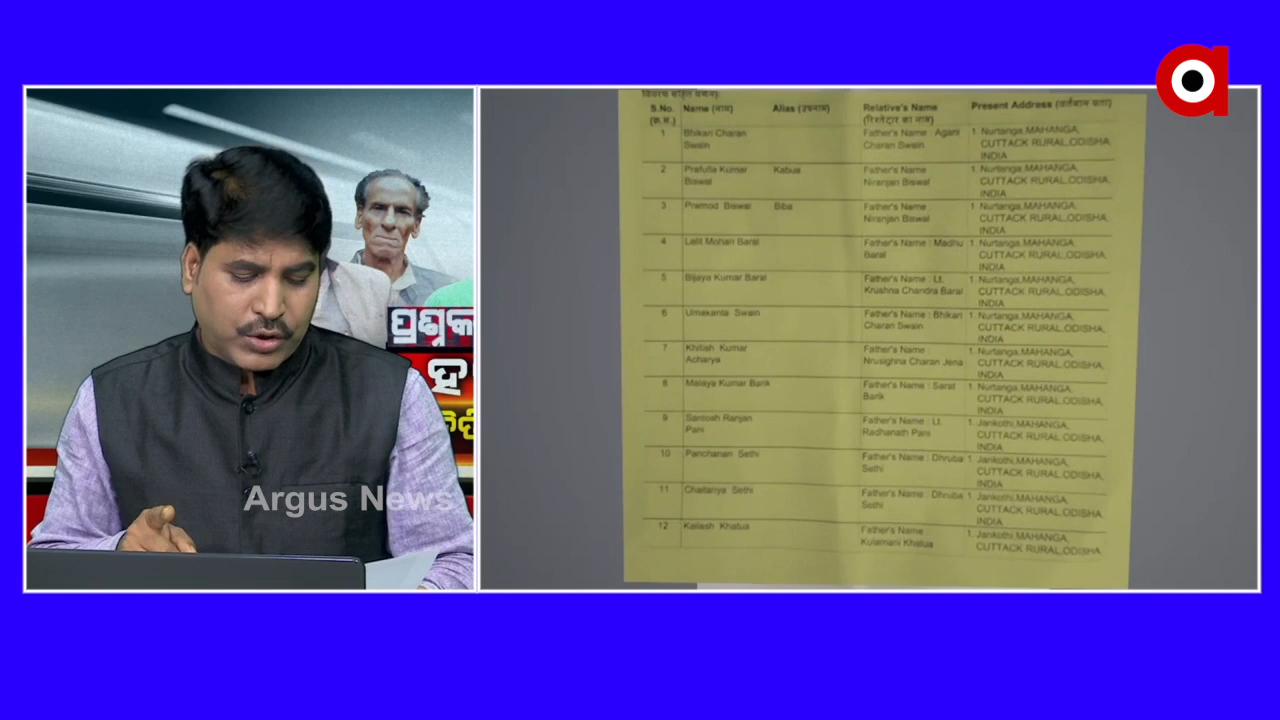 ପ୍ରଶ୍ନକ
ହ
Argus News
S.No. Name (नाम) Alias (उपनाम) Relative's Name Present Address (वर्तमान पता)
(क्र.स.) (रिश्तेदार का नाम)
1 Bhikari Charan Father's Name : Agani 1. Nurtanga,MAHANGA,
Swain Charan Swain CUTTACK RURAL,ODISHA,
INDIA
2 Prafulla Kumar Kabua Father's Name 1. Nurtanga,MAHANGA,
Biswal Niranjan Biswal CUTTACK RURAL,ODISHA,
INDIA
3 Pramod Biswal Biba Father's Name : 1. Nurtanga,MAHANGA,
Niranjan Biswal CUTTACK RURAL,ODISHA,
INDIA
4 Lalit Mohan Baral Father's Name : Madhu 1. Nurtanga,MAHANGA,
Baral CUTTACK RURAL,ODISHA,
INDIA
5 Bijaya Kumar Baral Father's Name : Lt. 1. Nurtanga,MAHANGA,
Krushna Chandra Baral CUTTACK RURAL,ODISHA,
INDIA
6 Umakanta Swain Father's Name : Bhikari 1. Nurtanga,MAHANGA,
Charan Swain CUTTACK RURAL,ODISHA,
INDIA
7 Khitish Kumar Father's Name : 1. Nurtanga,MAHANGA,
Acharya Nrusighna Charan Jena CUTTACK RURAL,ODISHA,
INDIA
8 Malaya Kumar Barik Father's Name : Sarat 1. Nurtanga,MAHANGA,
Barik CUTTACK RURAL,ODISHA,
INDIA
9 Santosh Ranjan Father's Name : Lt. 1. Jankothi,MAHANGA,
Pani Radhanath Pani CUTTACK RURAL,ODISHA,
INDIA
10 Panchanan Sethi Father's Name : Dhruba 1. Jankothi,MAHANGA,
Sethi CUTTACK RURAL,ODISHA,
INDIA
11 Chaitanya Sethi Father's Name : Dhruba 1. Jankothi,MAHANGA,
Sethi CUTTACK RURAL,ODISHA,
INDIA
12 Kailash Khatua Father's Name 1. Jankothi,MAHANGA,
Kulamani Khatua CUTTACK RURAL,ODISHA,